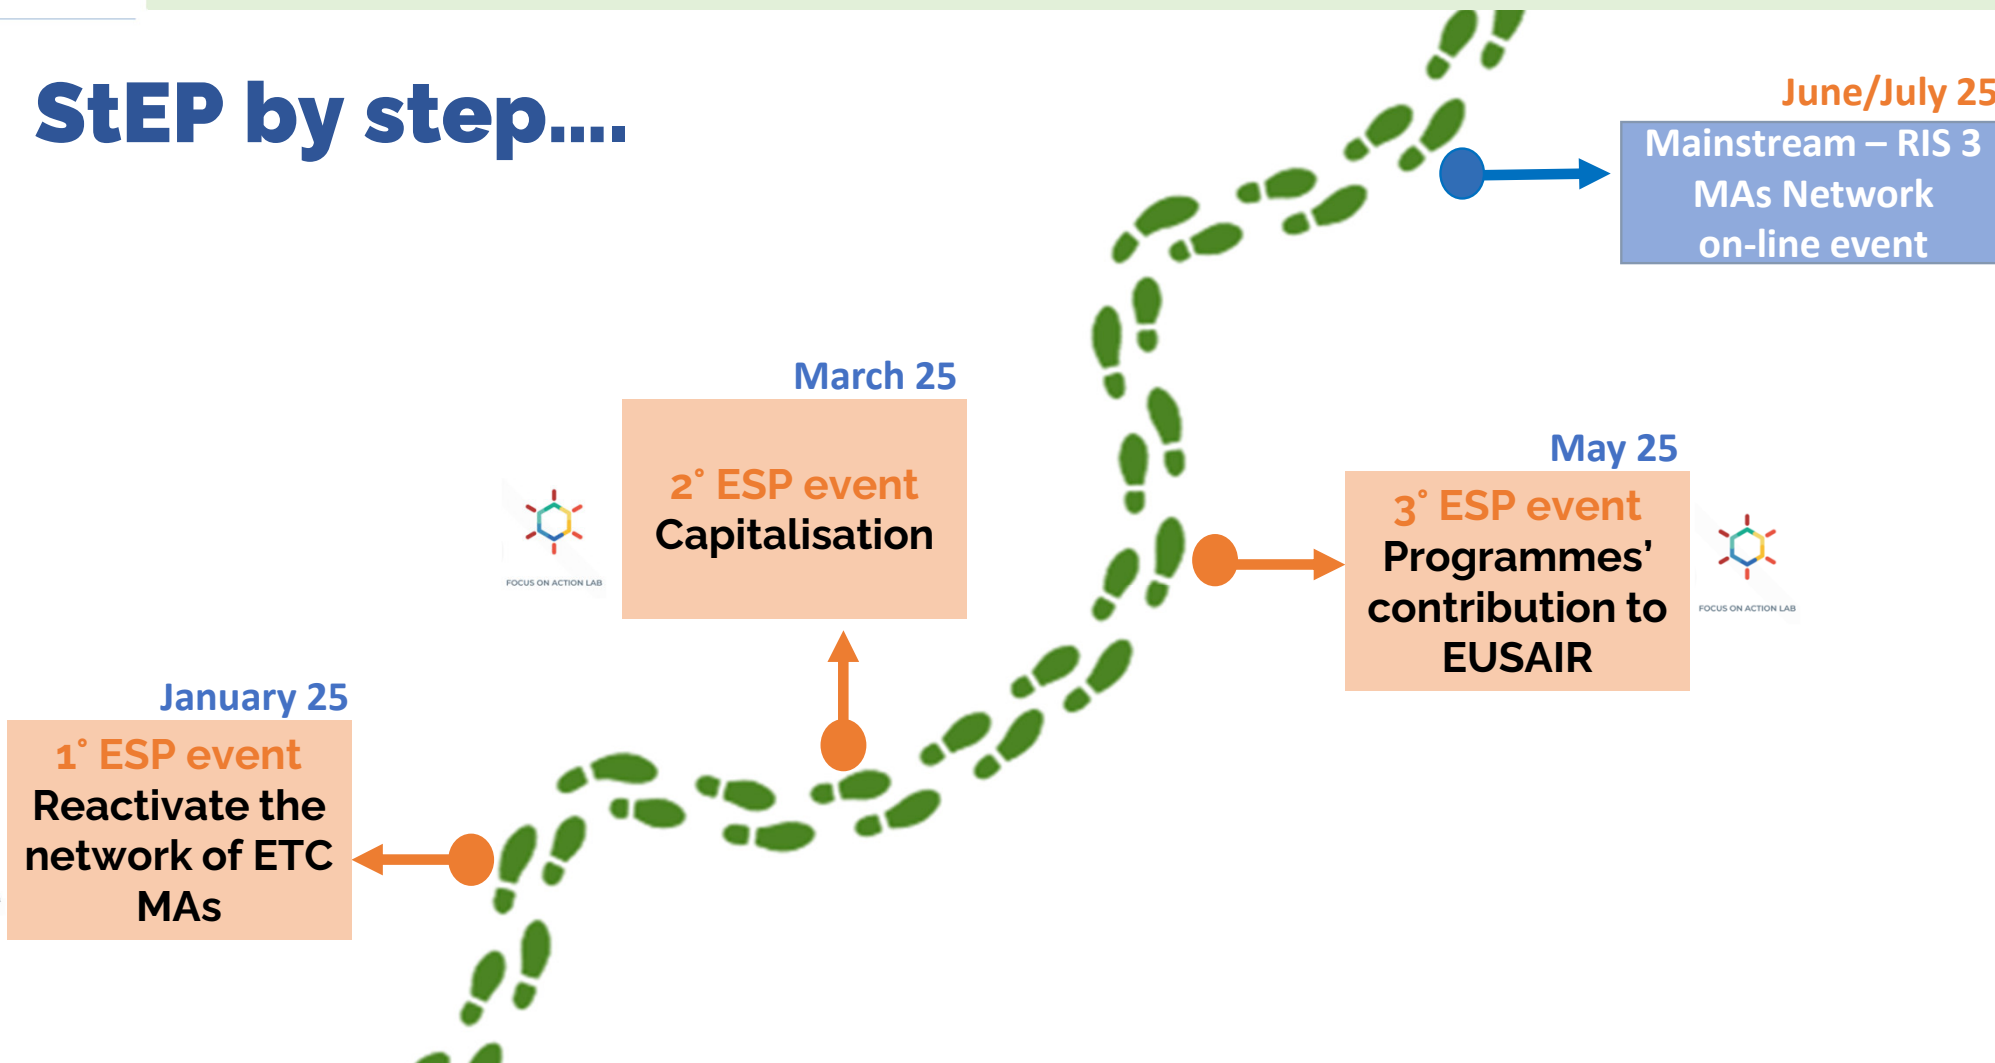 StEP by step....
June/July 25
Mainstream – RIS 3
MAs Network
on-line event
March 25
2° ESP event
Capitalisation
FOCUS ON ACTION LAB
May 25
3° ESP event
Programmes’
contribution to
EUSAIR
FOCUS ON ACTION LAB
January 25
1° ESP event
Reactivate the
network of ETC
MAs